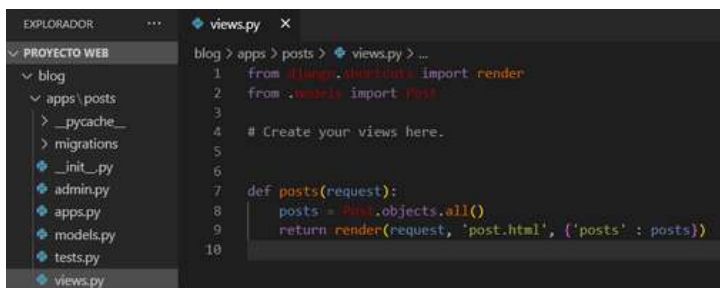 EXPLORADOR ...
PROYECTO WEB
blog
apps\posts
__pycache__
migrations
__init__.py
admin.py
apps.py
models.py
tests.py
views.py
views.py ×
blog > apps > posts > views.py > ...
1 from django.shortcuts import render
2 from .models import Post
3
4 # Create your views here.
5
6
7 def posts(request):
8 posts = Post.objects.all()
9 return render(request, 'post.html', {'posts' : posts})
10